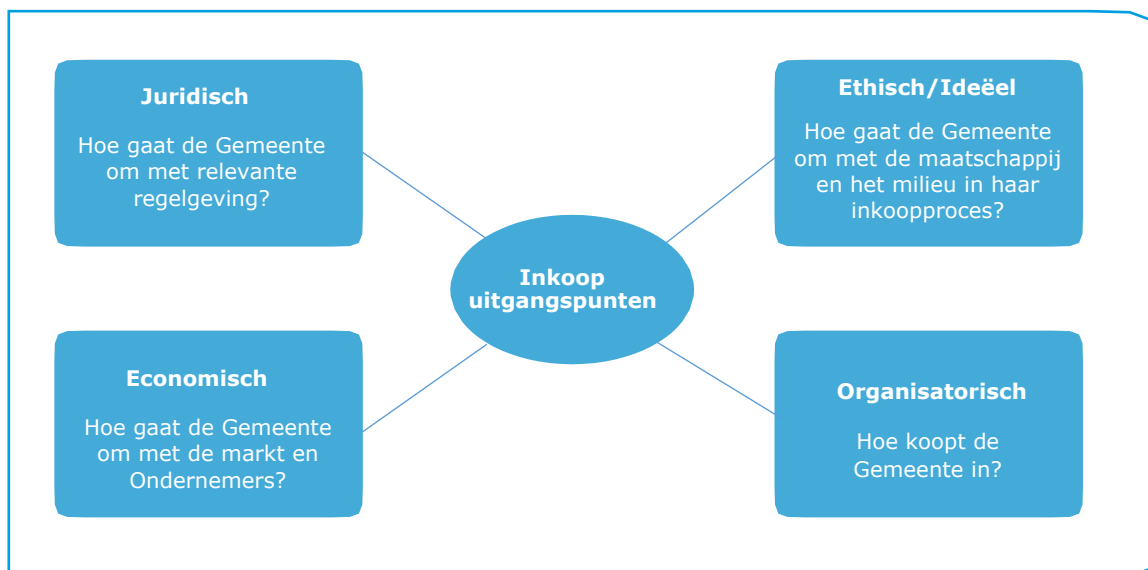 Juridisch
Hoe gaat de Gemeente
om met relevante
regelgeving?
Ethisch/Ideëel
Hoe gaat de Gemeente
om met de maatschappij
en het milieu in haar
inkoopproces?
Inkoop
uitgangspunten
Economisch
Hoe gaat de Gemeente
om met de markt en
Ondernemers?
Organisatorisch
Hoe koopt de
Gemeente in?